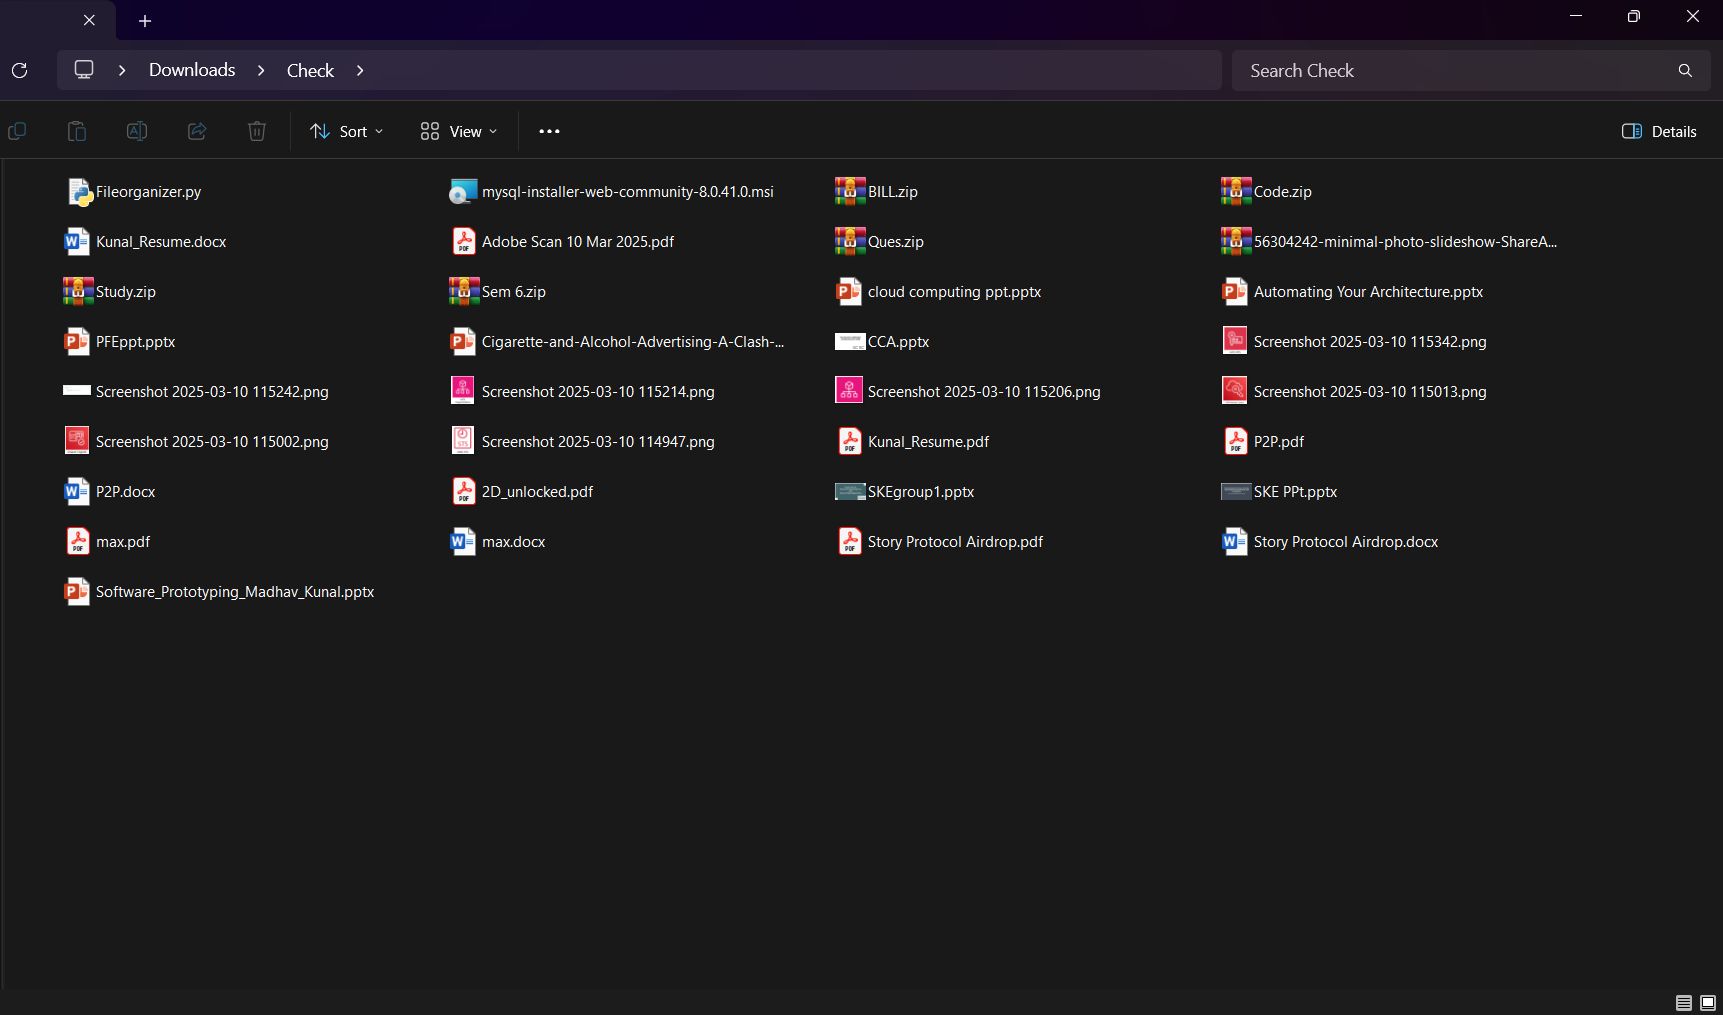 Downloads
Check
Search Check
Sort
View
Details
Fileorganizer.py
mysql-installer-web-community-8.0.41.0.msi
BILL.zip
Code.zip
Kunal_Resume.docx
Adobe Scan 10 Mar 2025.pdf
Ques.zip
56304242-minimal-photo-slideshow-ShareA...
Study.zip
Sem 6.zip
cloud computing ppt.pptx
Automating Your Architecture.pptx
PFEppt.pptx
Cigarette-and-Alcohol-Advertising-A-Clash-...
CCA.pptx
Screenshot 2025-03-10 115342.png
Screenshot 2025-03-10 115242.png
Screenshot 2025-03-10 115214.png
Screenshot 2025-03-10 115206.png
Screenshot 2025-03-10 115013.png
Screenshot 2025-03-10 115002.png
Screenshot 2025-03-10 114947.png
Kunal_Resume.pdf
P2P.pdf
P2P.docx
2D_unlocked.pdf
SKEgroup1.pptx
SKE PPt.pptx
max.pdf
max.docx
Story Protocol Airdrop.pdf
Story Protocol Airdrop.docx
Software_Prototyping_Madhav_Kunal.pptx